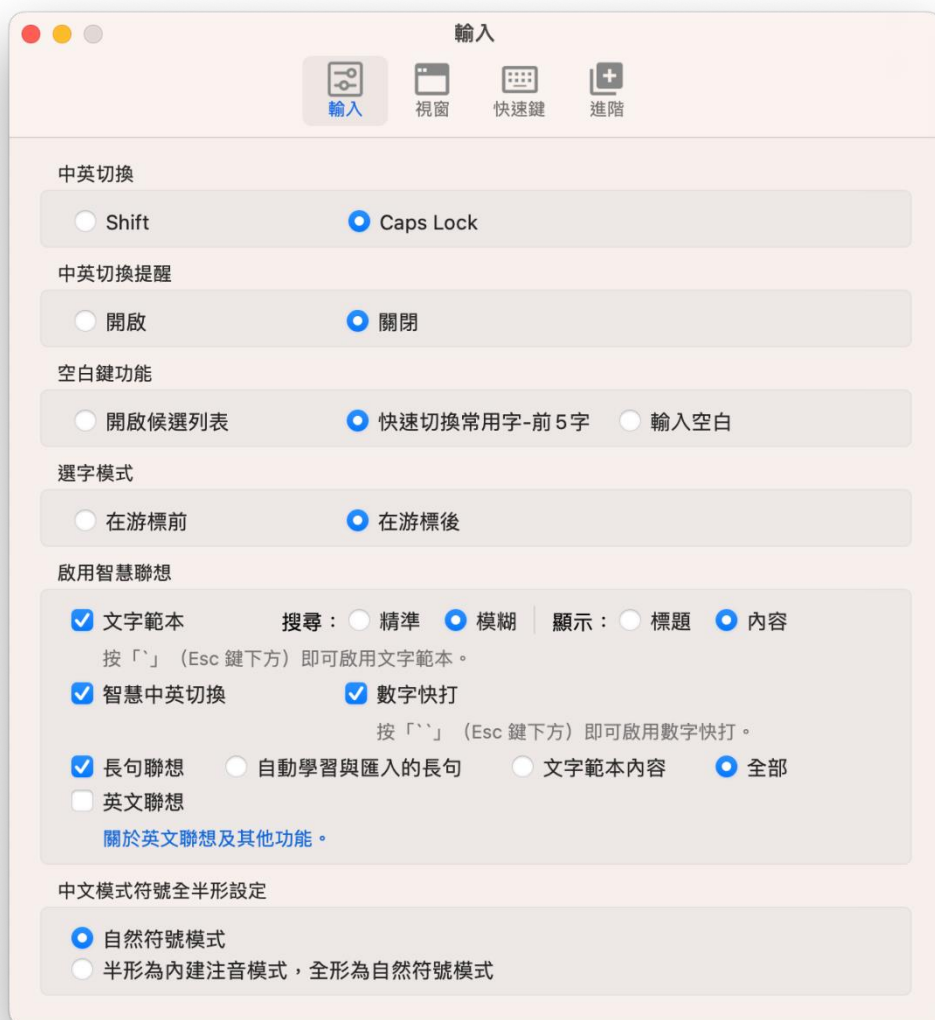 輸入
輸入 視窗 快速鍵 進階
中英切換
Shift Caps Lock
中英切換提醒
開啟 關閉
空白鍵功能
開啟候選列表 快速切換常用字-前5字 輸入空白
選字模式
在游標前 在游標後
啟用智慧聯想
文字範本 搜尋： 精準 模糊 顯示： 標題 內容
按「`」（Esc 鍵下方）即可啟用文字範本。
智慧中英切換 數字快打
按「``」（Esc 鍵下方）即可啟用數字快打。
長句聯想 自動學習與匯入的長句 文字範本內容 全部
英文聯想
關於英文聯想及其他功能。
中文模式符號全半形設定
自然符號模式
半形為內建注音模式，全形為自然符號模式